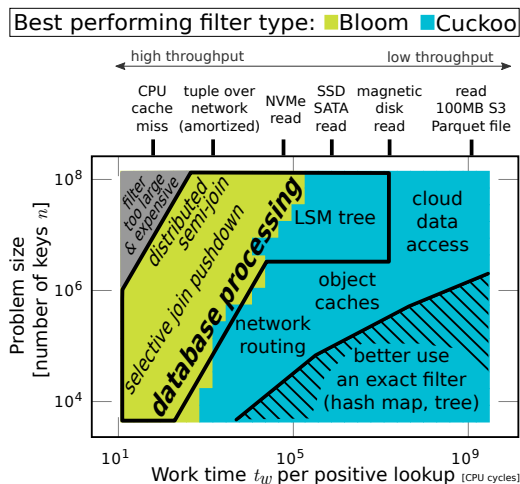 Best performing filter type: Bloom Cuckoo
high throughput low throughput
CPU
cache
miss
tuple over
network
(amortized)
NVMe
read
SSD
SATA
read
magnetic
disk
read
read
100MB S3
Parquet file
Problem size
[number of keys n]
10^8
10^6
10^4
filter
too large
& expensive
distributed
semi-join
selective join pushdown
database processing
LSM tree
cloud
data
access
object
caches
network
routing
better use
an exact filter
(hash map, tree)
10^1 10^5 10^9
Work time t_w per positive lookup [CPU cycles]